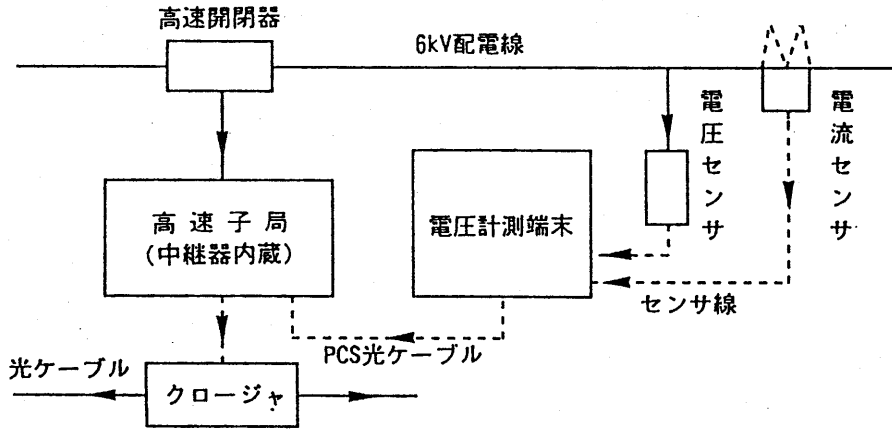 高速開閉器
6kV配電線
電圧センサ
電流センサ
高速子局
(中継器内蔵)
電圧計測端末
センサ線
PCS光ケーブル
光ケーブル
クロージャ